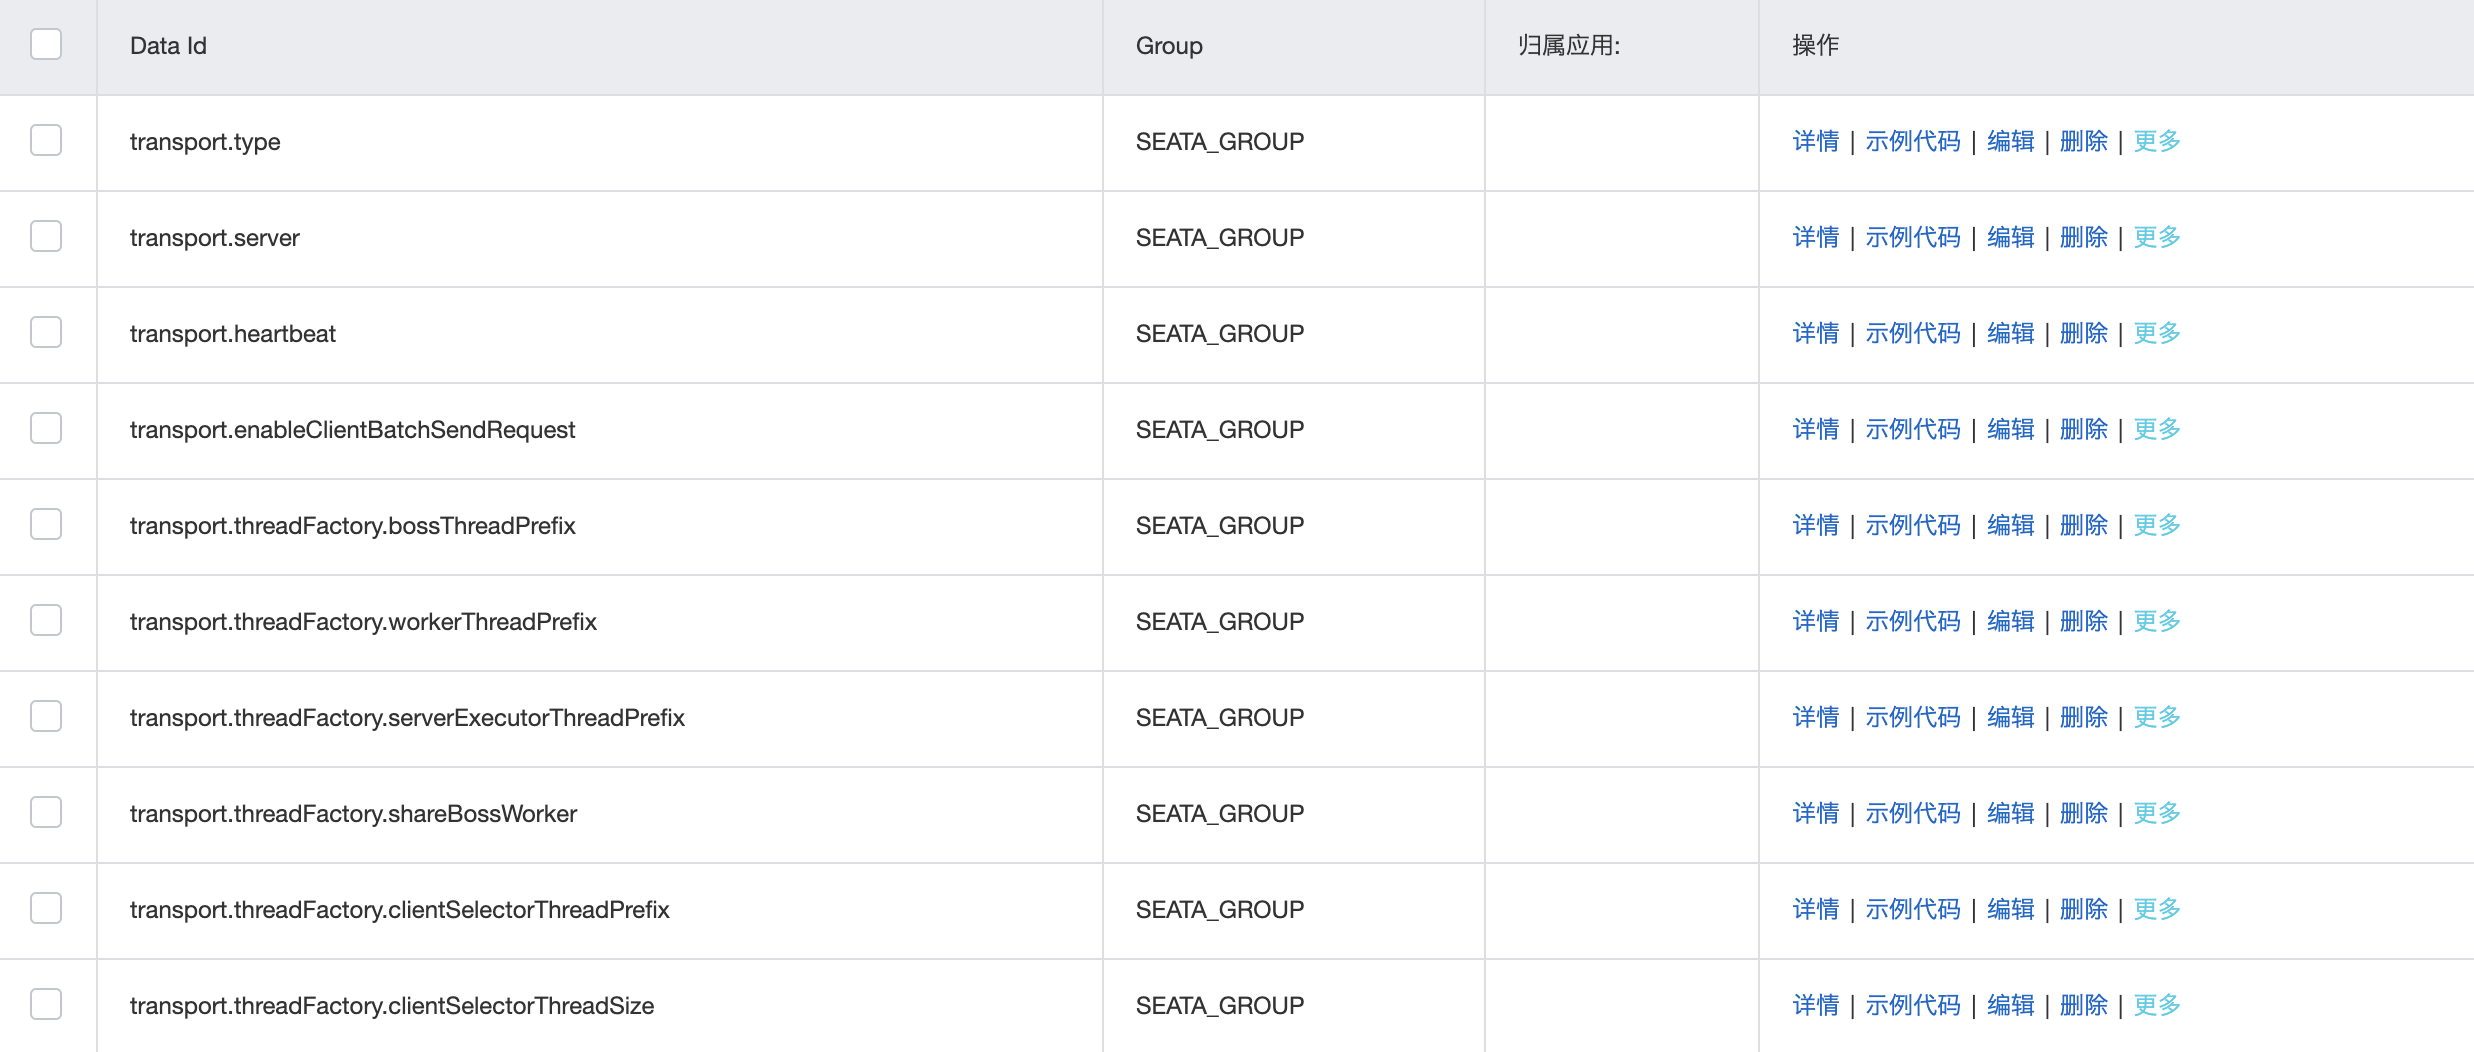 Data Id Group 归属应用: 操作
transport.type SEATA_GROUP 详情 | 示例代码 | 编辑 | 删除 | 更多
transport.server SEATA_GROUP 详情 | 示例代码 | 编辑 | 删除 | 更多
transport.heartbeat SEATA_GROUP 详情 | 示例代码 | 编辑 | 删除 | 更多
transport.enableClientBatchSendRequest SEATA_GROUP 详情 | 示例代码 | 编辑 | 删除 | 更多
transport.threadFactory.bossThreadPrefix SEATA_GROUP 详情 | 示例代码 | 编辑 | 删除 | 更多
transport.threadFactory.workerThreadPrefix SEATA_GROUP 详情 | 示例代码 | 编辑 | 删除 | 更多
transport.threadFactory.serverExecutorThreadPrefix SEATA_GROUP 详情 | 示例代码 | 编辑 | 删除 | 更多
transport.threadFactory.shareBossWorker SEATA_GROUP 详情 | 示例代码 | 编辑 | 删除 | 更多
transport.threadFactory.clientSelectorThreadPrefix SEATA_GROUP 详情 | 示例代码 | 编辑 | 删除 | 更多
transport.threadFactory.clientSelectorThreadSize SEATA_GROUP 详情 | 示例代码 | 编辑 | 删除 | 更多